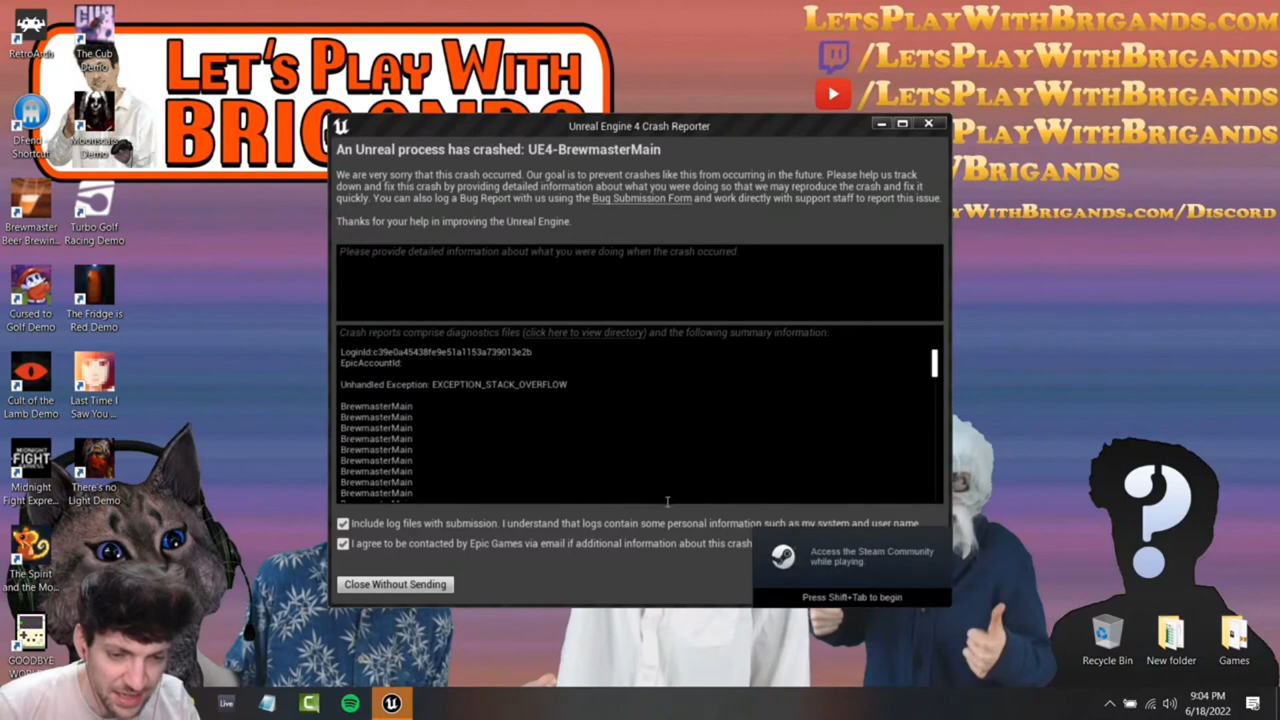 LETSPLAYWITHBRIGANDS.COM
/LETSPLAYWITHBRIGANDS
/LETSPLAYWITHBRIGANDS
YWITHBRIGANDS
/BRIGANDS
YWITHBRIGANDS.COM/DISCORD
LET'S PLAY WITH
RetroArch
The Cub
Demo
DFend
Shortcut
Moonscars
Demo
Brewmaster
Beer Brewin...
Turbo Golf
Racing Demo
Cursed to
Golf Demo
The Fridge is
Red Demo
Cult of the
Lamb Demo
Last Time I
Saw You ...
MIDNIGHT
FIGHT
Midnight
Fight Expre...
There's no
Light Demo
The Spirit
and the Mo...
GOODBYE
Unreal Engine 4 Crash Reporter
An Unreal process has crashed: UE4-BrewmasterMain
We are very sorry that this crash occurred. Our goal is to prevent crashes like this from occurring in the future. Please help us track
down and fix this crash by providing detailed information about what you were doing so that we may reproduce the crash and fix it
quickly. You can also log a Bug Report with us using the Bug Submission Form and work directly with support staff to report this issue.
Thanks for your help in improving the Unreal Engine.
Please provide detailed information about what you were doing when the crash occurred.
Crash reports comprise diagnostics files (click here to view directory) and the following summary information:
LoginId:c39e0a45438fe9e51a1153a739013e2b
EpicAccountId:
Unhandled Exception: EXCEPTION_STACK_OVERFLOW
BrewmasterMain
BrewmasterMain
BrewmasterMain
BrewmasterMain
BrewmasterMain
BrewmasterMain
BrewmasterMain
BrewmasterMain
BrewmasterMain
Include log files with submission. I understand that logs contain some personal information such as my system and user name.
I agree to be contacted by Epic Games via email if additional information about this crash
Close Without Sending
Access the Steam Community
while playing.
Press Shift+Tab to begin
Recycle Bin
New folder
Games
Live
9:04 PM
6/18/2022